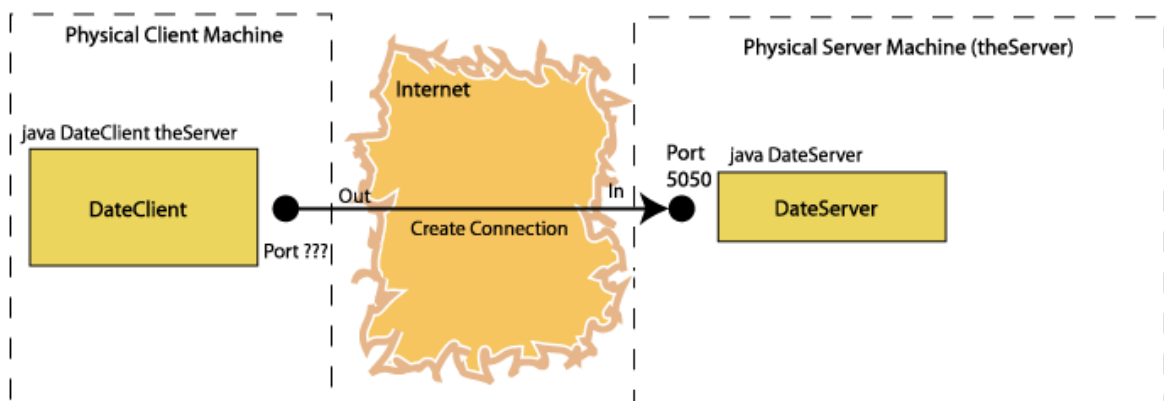 Physical Client Machine
java DateClient theServer
DateClient
Port ???
Internet
Out
In
Create Connection
Physical Server Machine (theServer)
Port
5050
java DateServer
DateServer